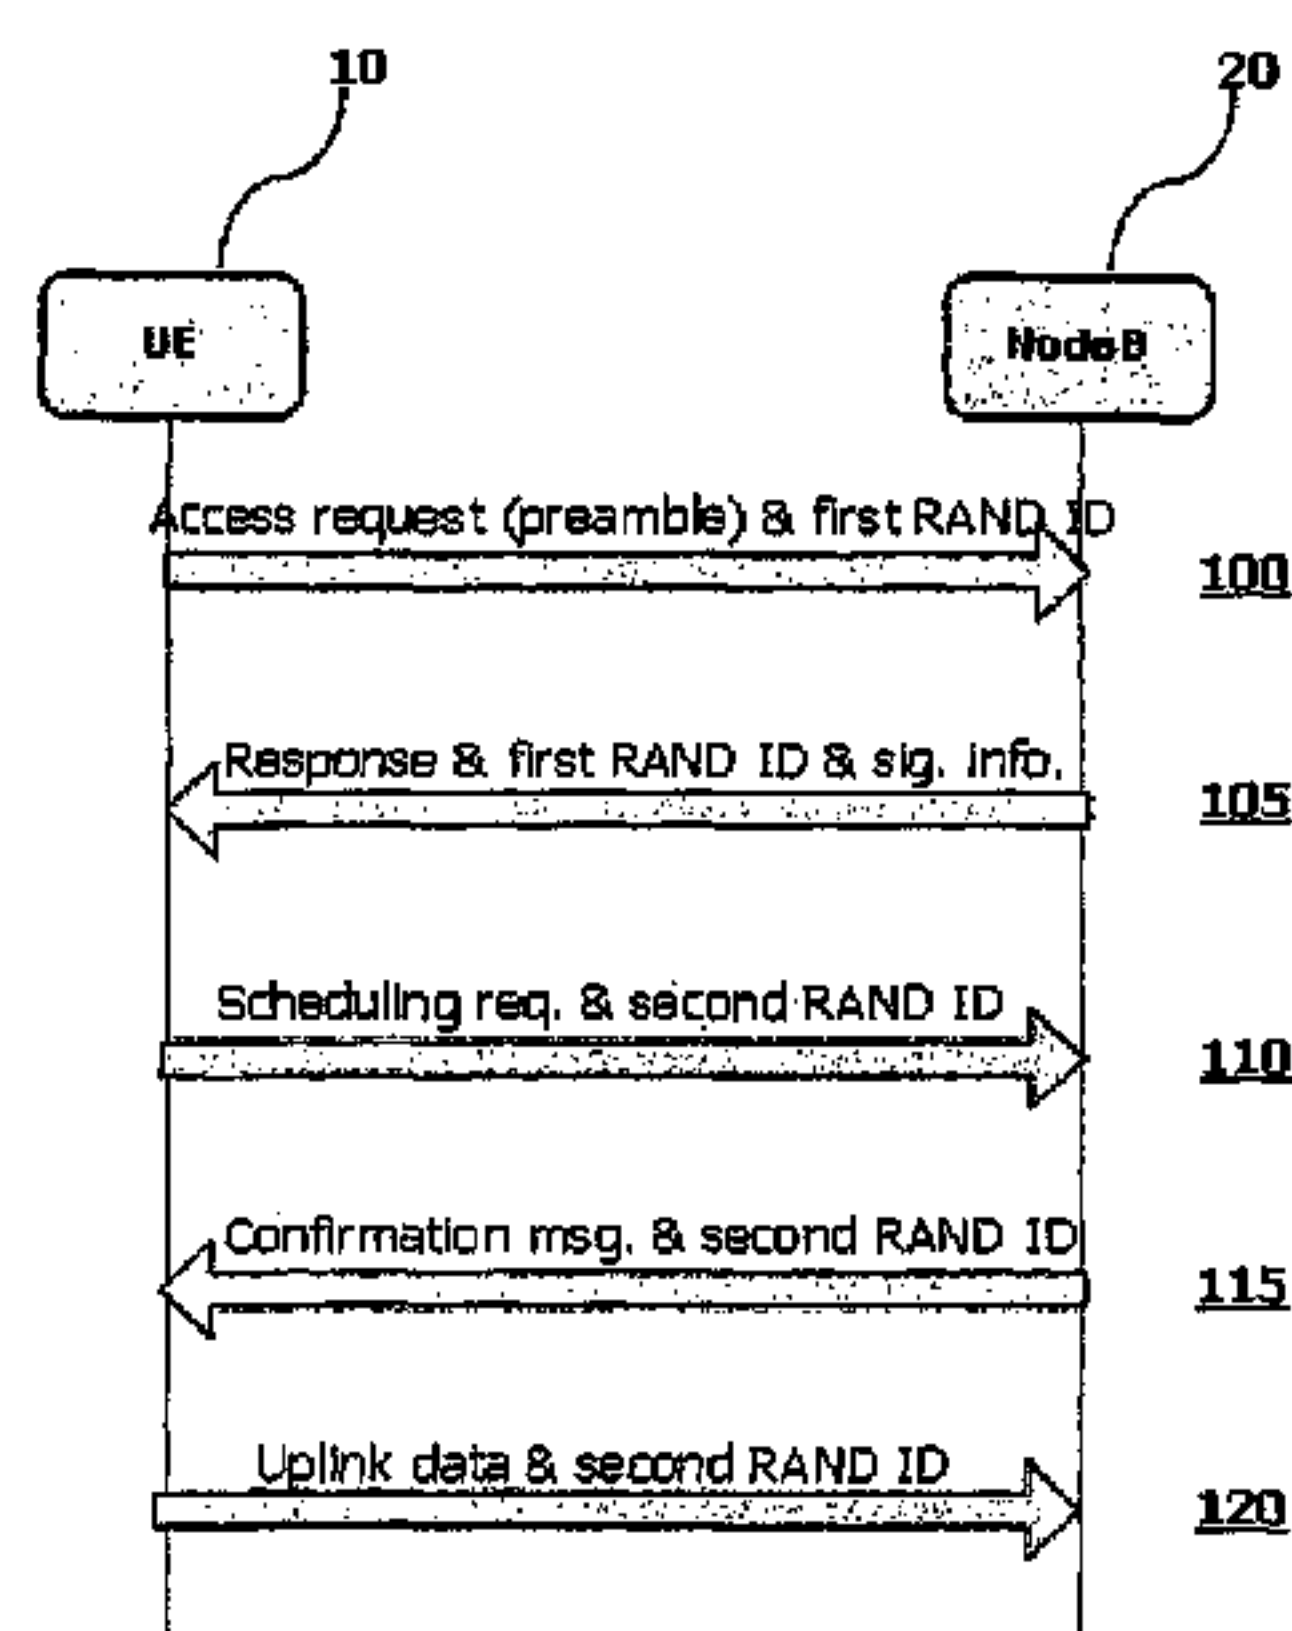 10
20
UE
NodeB
Access request (preamble) & first RAND ID
100
Response & first RAND ID & sig. info.
105
Scheduling req. & second RAND ID
110
Confirmation msg. & second RAND ID
115
Uplink data & second RAND ID
120